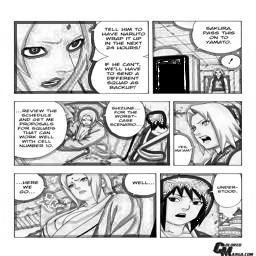 TELL HIM TO
HAVE NARUTO
WRAP IT UP
IN THE NEXT
24 HOURS!
IF HE CAN'T,
WE'LL HAVE
TO SEND A
DIFFERENT
SQUAD AS
BACKUP!
SAKURA,
PASS THIS
ON TO
YAMATO.
...REVIEW THE
SCHEDULE
AND GET ME
PROPOSALS
FOR SQUADS
THAT CAN
WORK WELL
WITH CELL
NUMBER 10.
SHIZUNE...
FOR THE
WORST-
CASE
SCENARIO...
YES,
MA'AM!
...HERE
WE
GO...
WELL...
UNDER-
STOOD.
COLORED
MANGA.COM